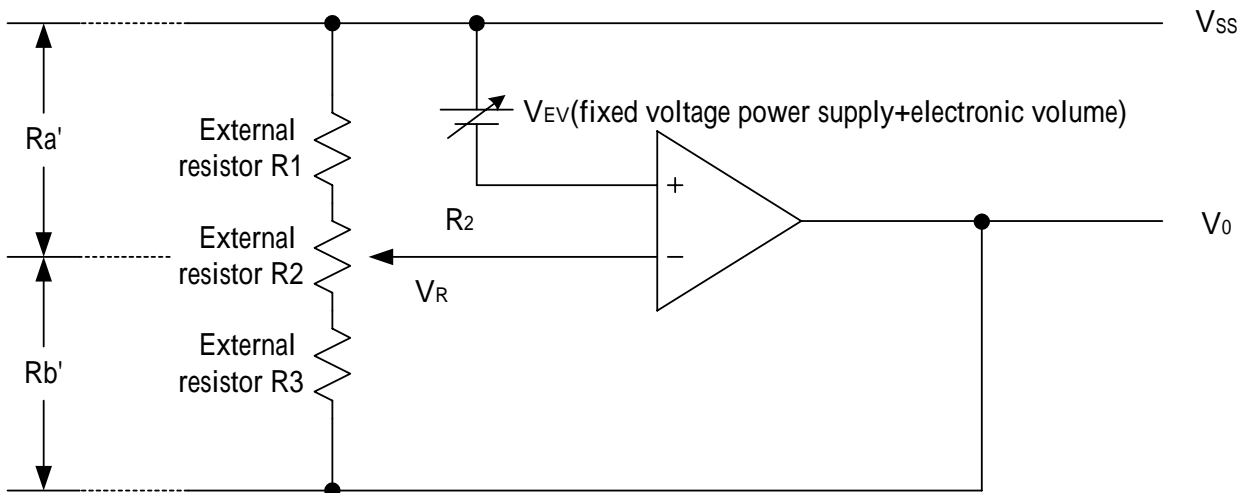 VSS
VEV(fixed voltage power supply+electronic volume)
Ra'
External
resistor R1
+
R2
V0
External
resistor R2
−
VR
External
resistor R3
Rb'